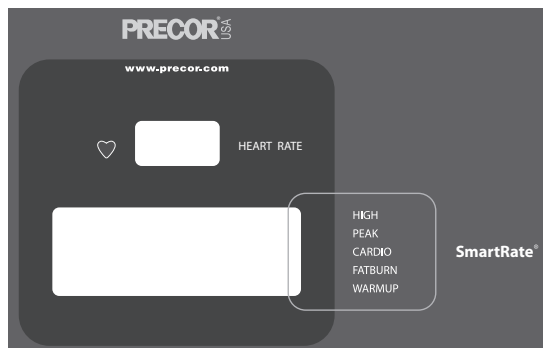 PRECOR® USA
www.precor.com
HEART RATE
HIGH
PEAK
CARDIO
FATBURN
WARMUP
SmartRate®